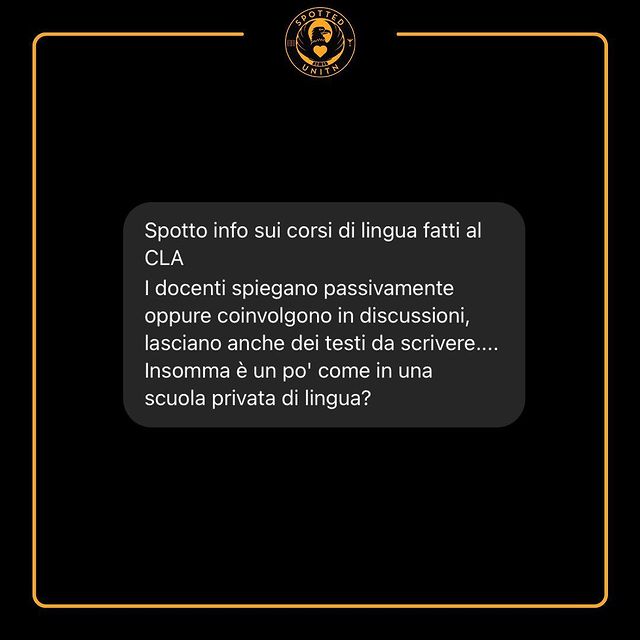 SPOTTED
UNITN
Spotto info sui corsi di lingua fatti al
CLA
I docenti spiegano passivamente
oppure coinvolgono in discussioni,
lasciano anche dei testi da scrivere....
Insomma è un po' come in una
scuola privata di lingua?